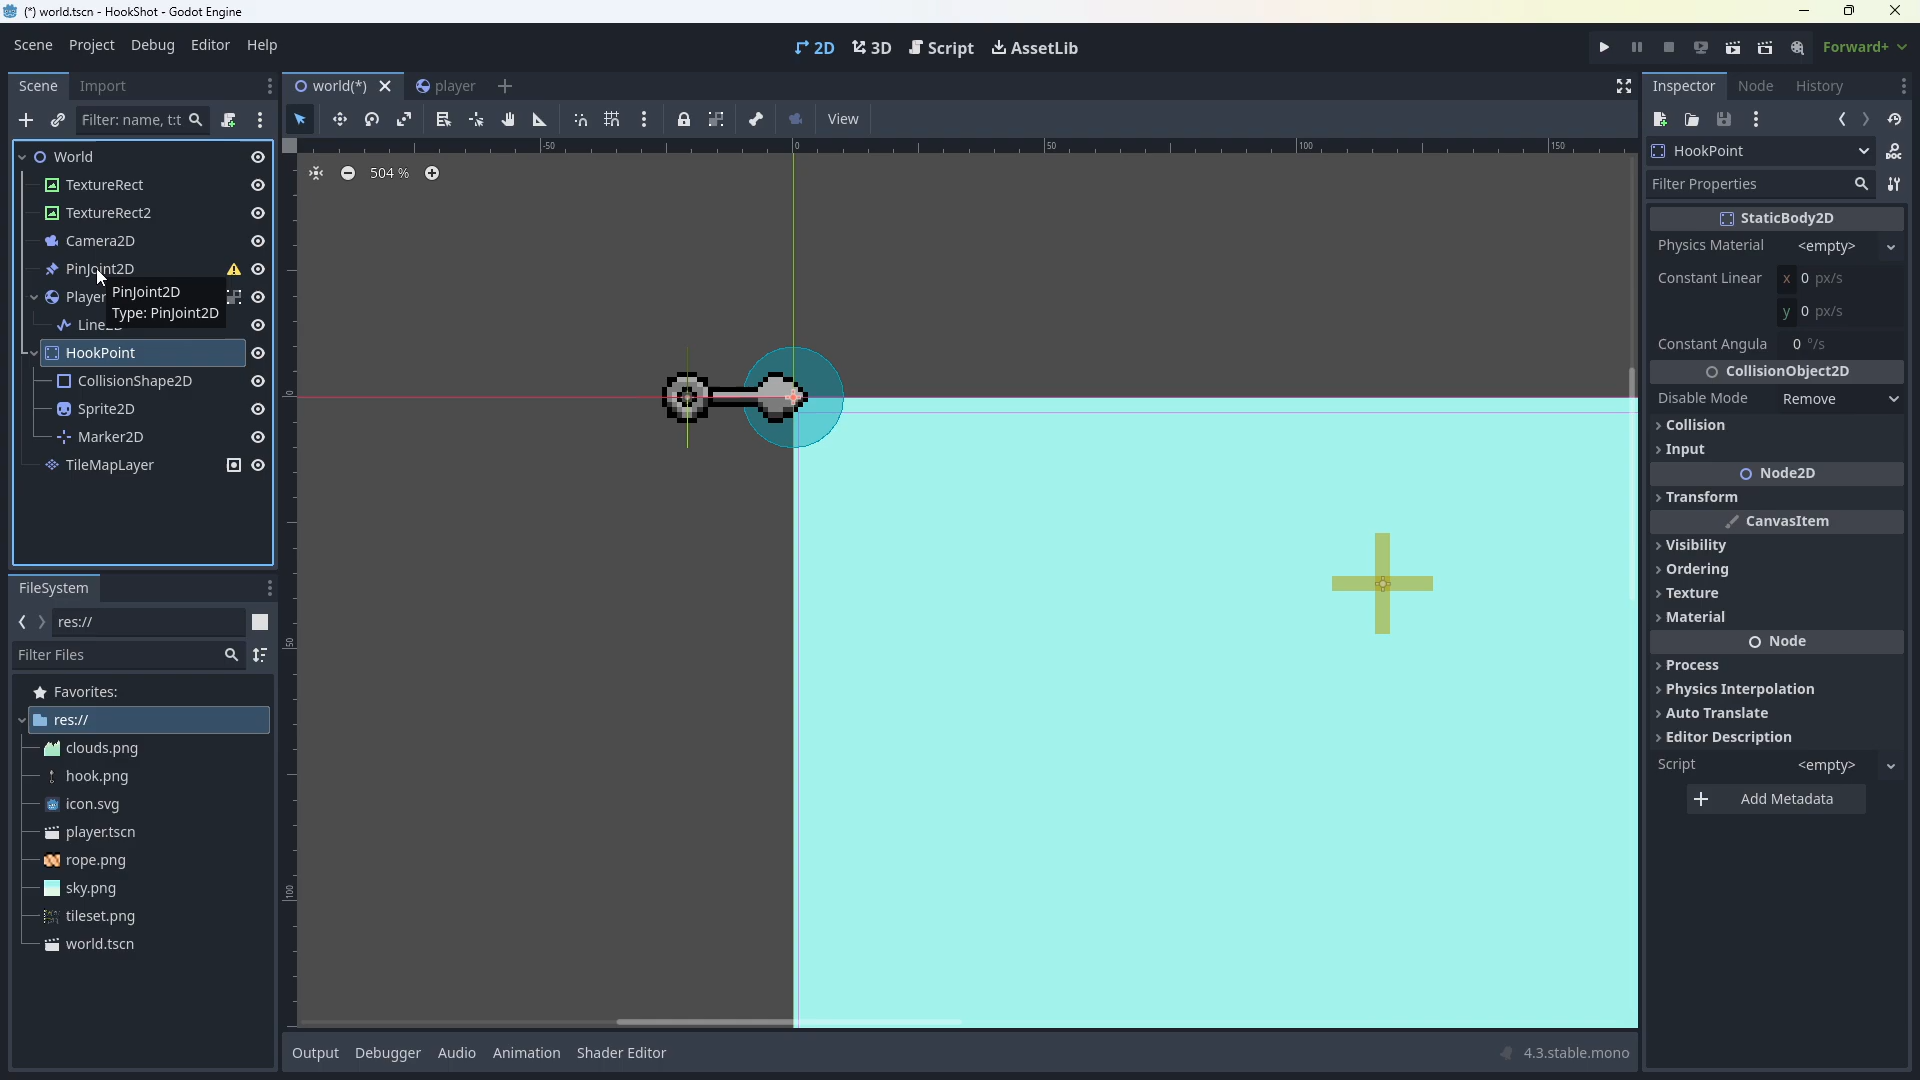 (*) world.tscn - HookShot - Godot Engine
Scene Project Debug Editor Help
2D 3D Script AssetLib
Forward+
Scene Import
world(*) player
Inspector Node History
Filter: name, t:t
View
HookPoint
Filter Properties
World
TextureRect
TextureRect2
Camera2D
PinJoint2D
Player
PinJoint2D
Type: PinJoint2D
Line2D
HookPoint
CollisionShape2D
Sprite2D
Marker2D
TileMapLayer
FileSystem
res://
Filter Files
Favorites:
res://
clouds.png
hook.png
icon.svg
player.tscn
rope.png
sky.png
tileset.png
world.tscn
-50 0 50 100 150
504 %
0
50
100
Output Debugger Audio Animation Shader Editor
4.3.stable.mono
StaticBody2D
Physics Material <empty>
Constant Linear x 0 px/s
y 0 px/s
Constant Angula 0 °/s
CollisionObject2D
Disable Mode Remove
Collision
Input
Node2D
Transform
CanvasItem
Visibility
Ordering
Texture
Material
Node
Process
Physics Interpolation
Auto Translate
Editor Description
Script <empty>
Add Metadata